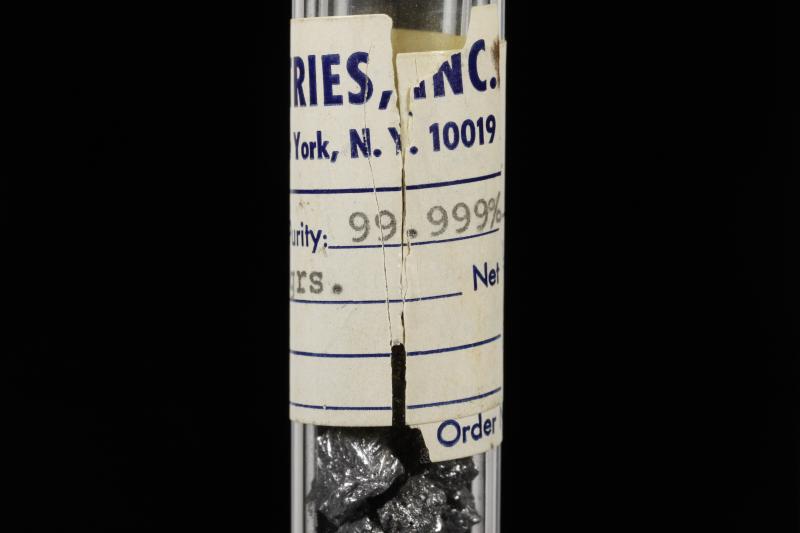 RIES, INC.
York, N. Y. 10019
urity: 99.999%
grs. Net
Order